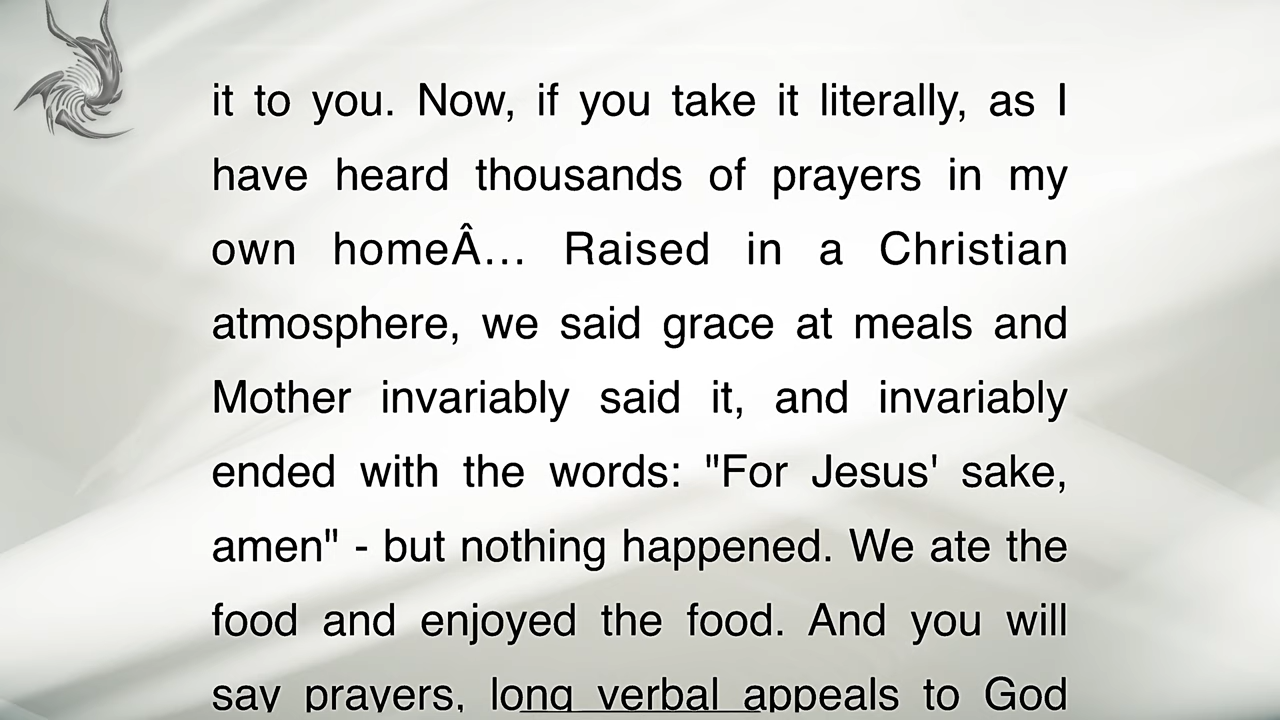 it to you. Now, if you take it literally, as I
have heard thousands of prayers in my
own homeÂ… Raised in a Christian
atmosphere, we said grace at meals and
Mother invariably said it, and invariably
ended with the words: "For Jesus' sake,
amen" - but nothing happened. We ate the
food and enjoyed the food. And you will
say prayers, long verbal appeals to God